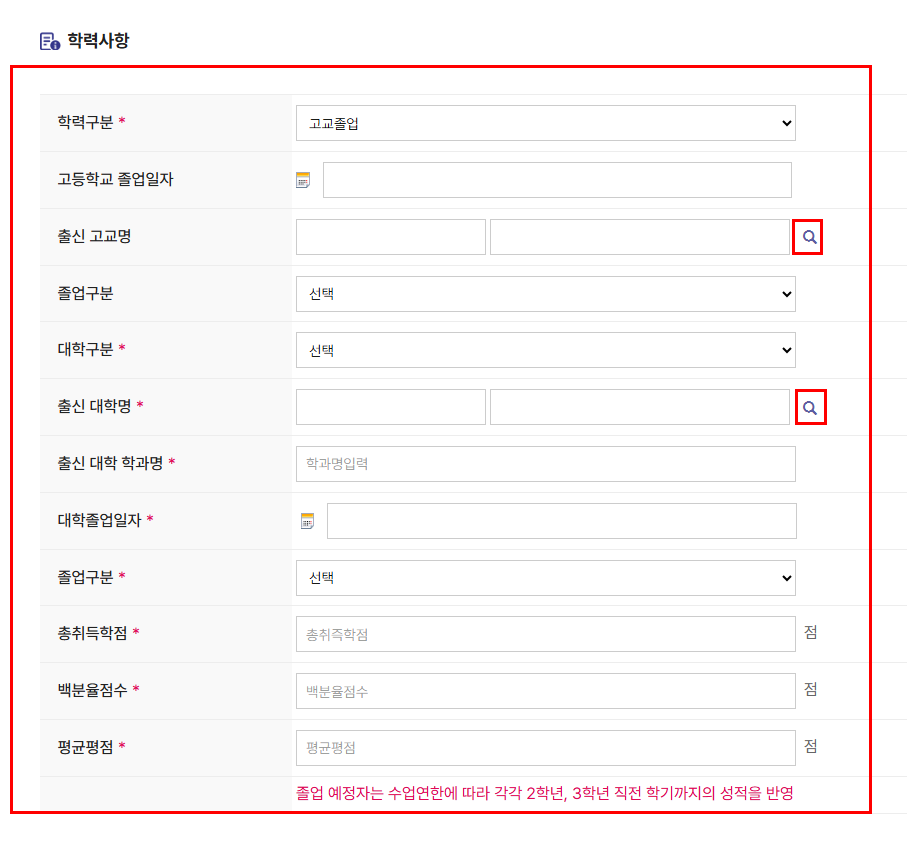 학력사항
학력구분 * 고교졸업
고등학교 졸업일자
출신 고교명
졸업구분 선택
대학구분 * 선택
출신 대학명 *
출신 대학 학과명 * 학과명입력
대학졸업일자 *
졸업구분 * 선택
총취득학점 * 총취즉학점 점
백분율점수 * 백분율점수 점
평균평점 * 평균평점 점
졸업 예정자는 수업연한에 따라 각각 2학년, 3학년 직전 학기까지의 성적을 반영